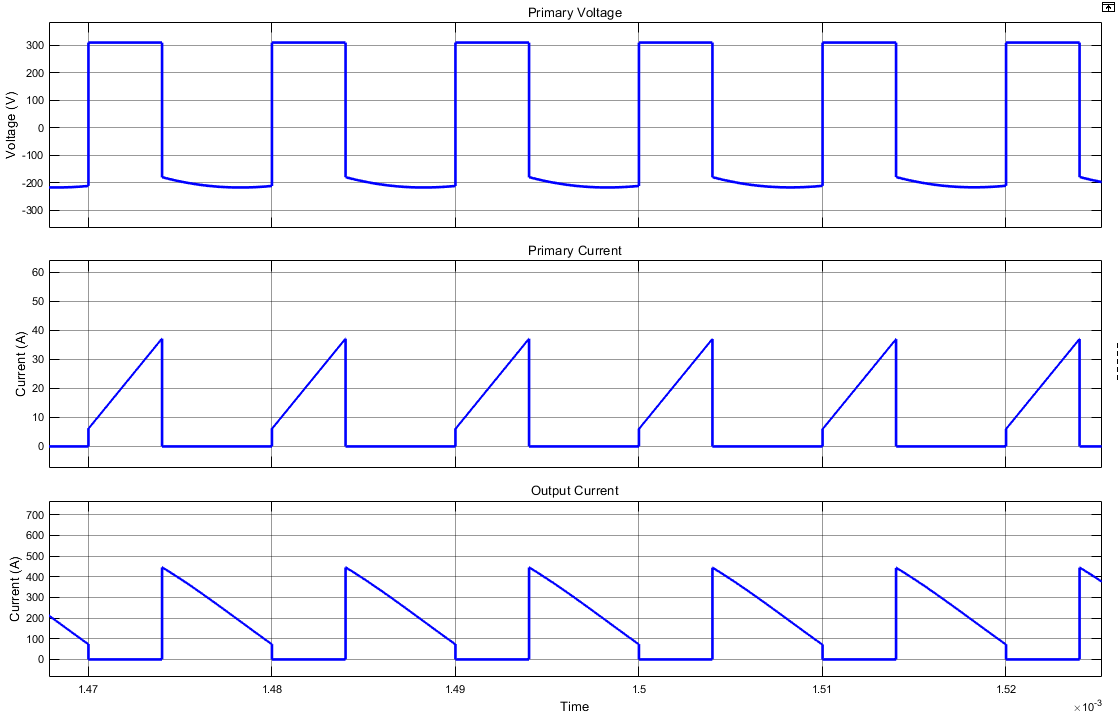 Primary Voltage
Voltage (V)
300
200
100
0
-100
-200
-300
Primary Current
Current (A)
60
50
40
30
20
10
0
Output Current
Current (A)
700
600
500
400
300
200
100
0
1.47 1.48 1.49 1.5 1.51 1.52
Time
×10-3